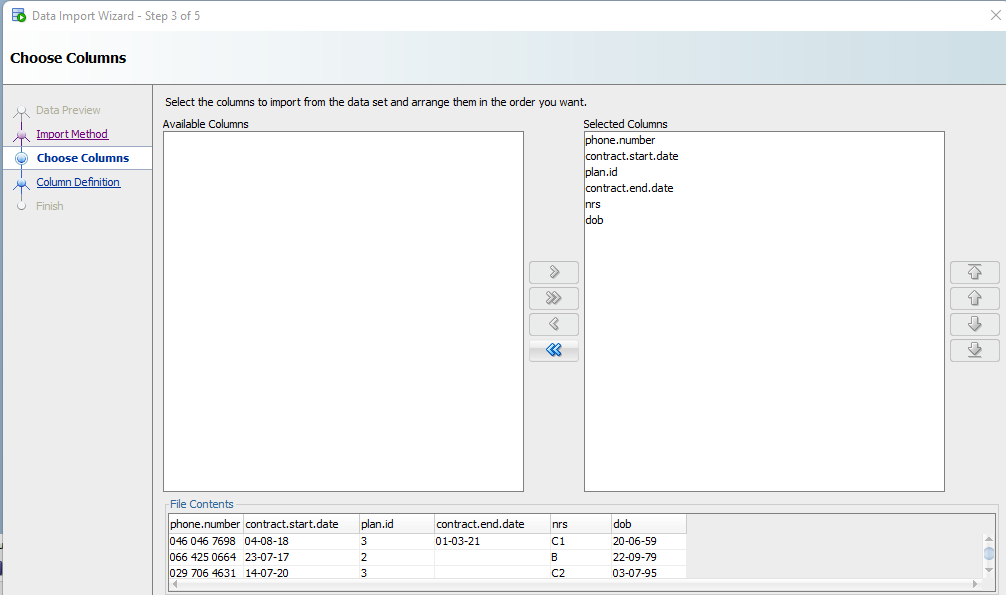 Data Import Wizard - Step 3 of 5
Choose Columns
Data Preview
Import Method
Choose Columns
Column Definition
Finish
Select the columns to import from the data set and arrange them in the order you want.
Available Columns
Selected Columns
phone.number
contract.start.date
plan.id
contract.end.date
nrs
dob
File Contents
phone.number contract.start.date plan.id contract.end.date nrs dob
046 046 7698 04-08-18 3 01-03-21 C1 20-06-59
066 425 0664 23-07-17 2 B 22-09-79
029 706 4631 14-07-20 3 C2 03-07-95